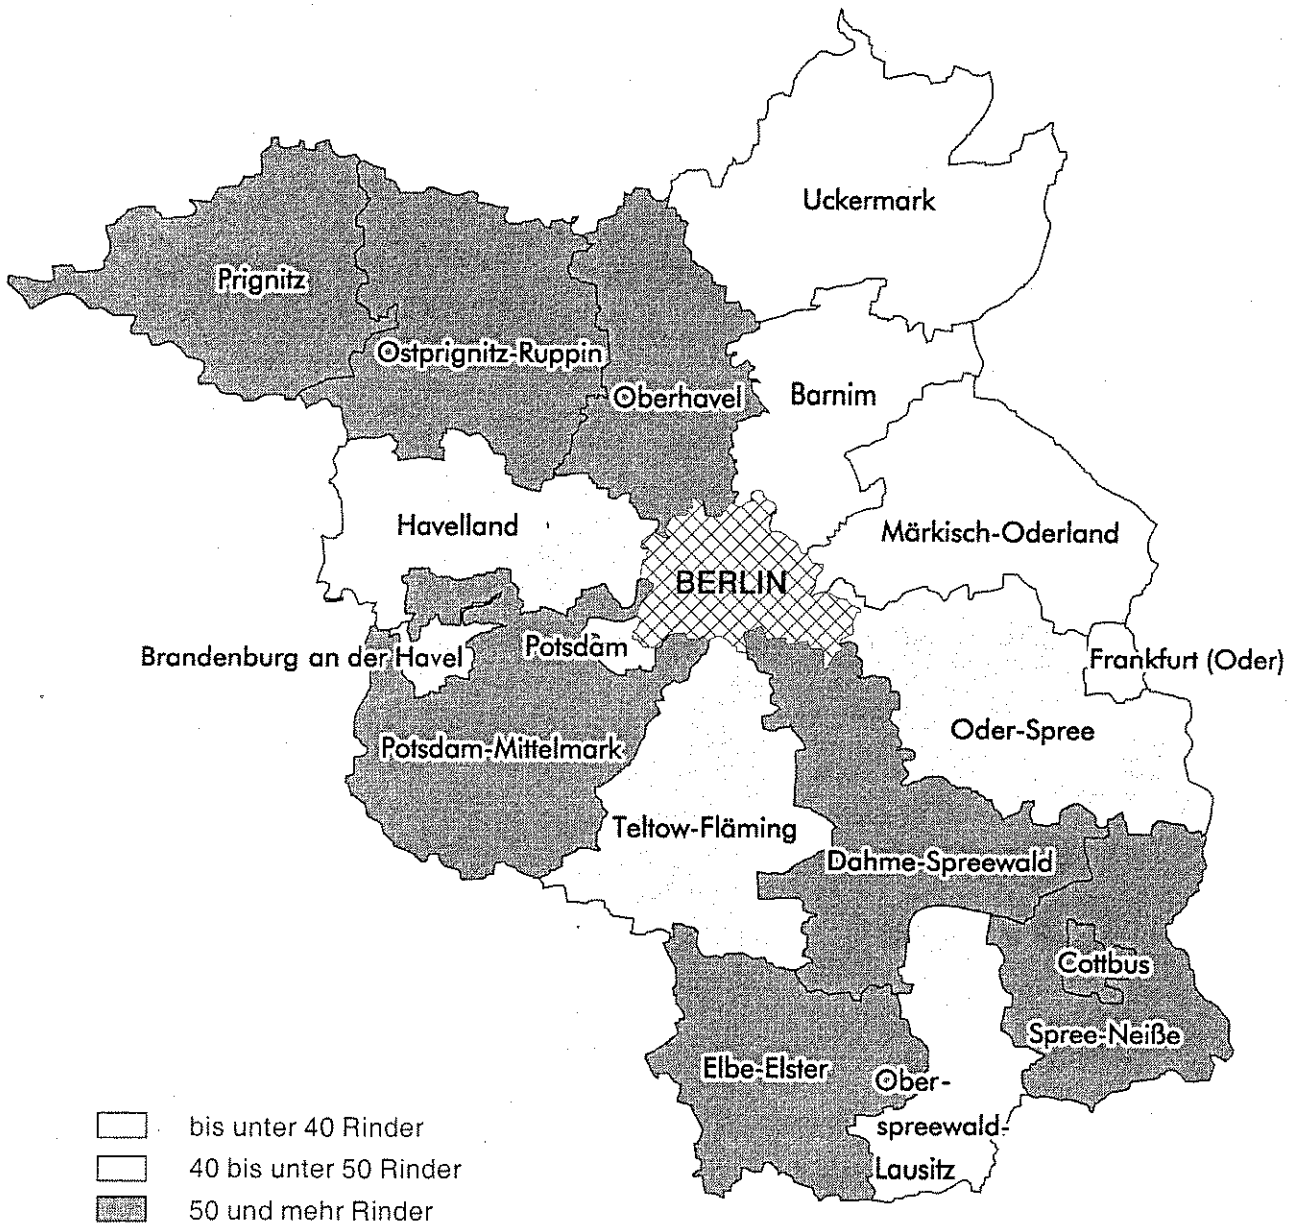 Uckermark
Prignitz
Ostprignitz-Ruppin
Oberhavel
Barnim
Havelland
Märkisch-Oderland
BERLIN
Brandenburg an der Havel
Potsdam
Frankfurt (Oder)
Potsdam-Mittelmark
Oder-Spree
Teltow-Fläming
Dahme-Spreewald
Cottbus
Spree-Neiße
Elbe-Elster
Ober-
spreewald-
Lausitz
bis unter 40 Rinder
40 bis unter 50 Rinder
50 und mehr Rinder